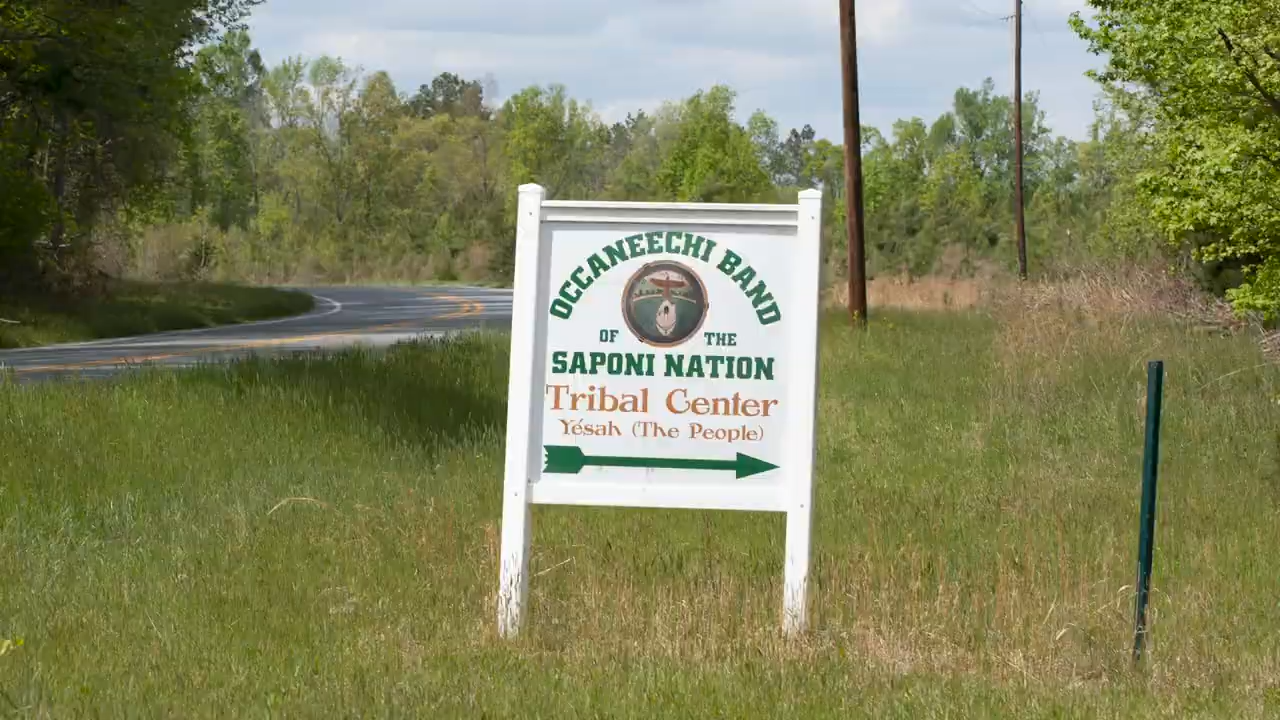 OCCANEECHI BAND
OF THE
SAPONI NATION
Tribal Center
Yésah (The People)